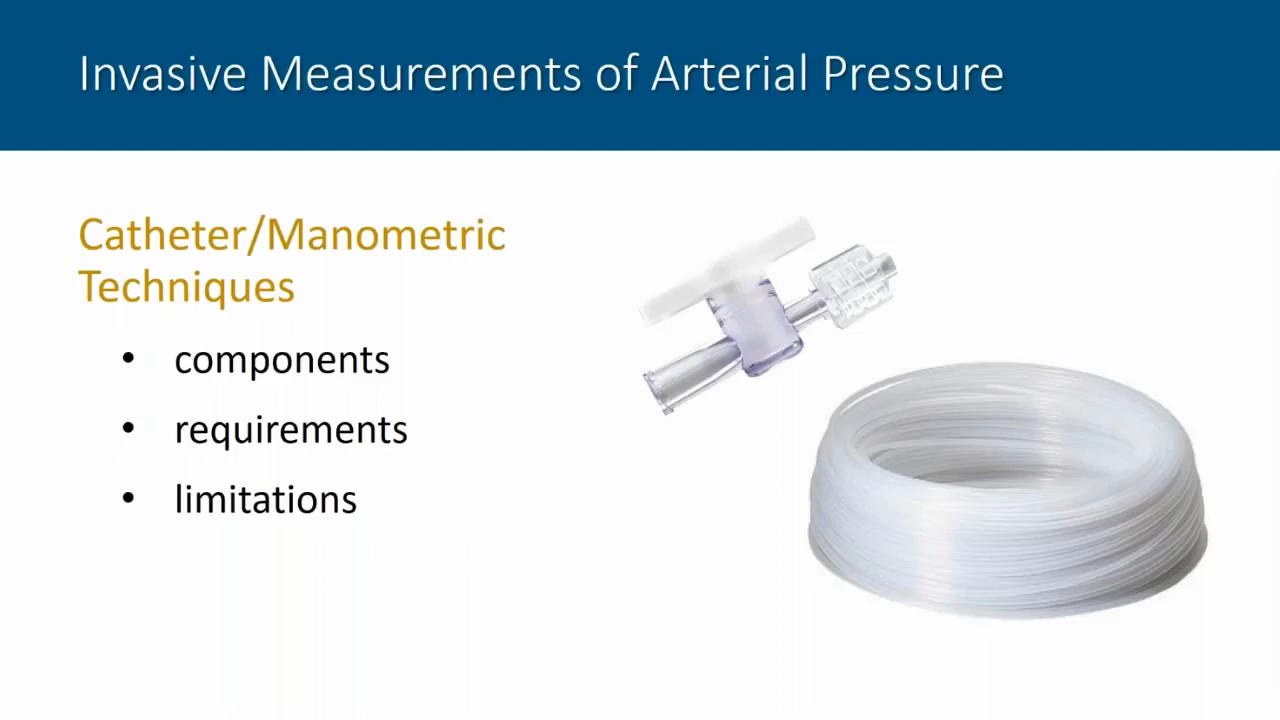 Invasive Measurements of Arterial Pressure
Catheter/Manometric
Techniques
• components
• requirements
• limitations